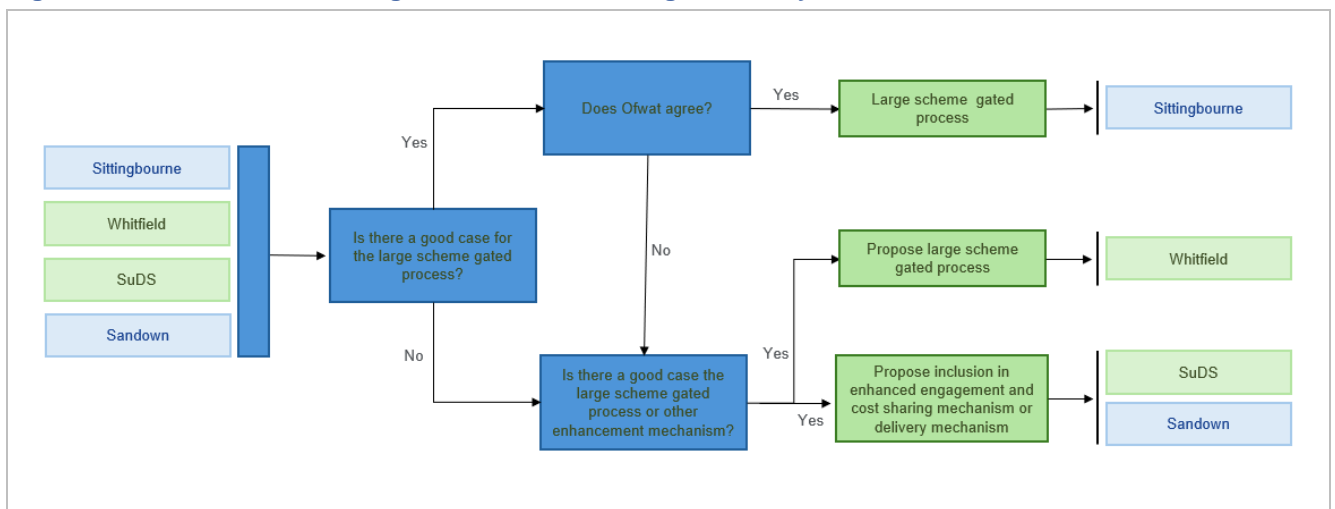 Sittingbourne
Whitfield
SuDS
Sandown
Is there a good case for
the large scheme gated
process?
Yes
No
Does Ofwat agree?
Yes
No
Is there a good case the
large scheme gated
process or other
enhancement mechanism?
Yes
Yes
Large scheme gated
process
Sittingbourne
Propose large scheme
gated process
Whitfield
Propose inclusion in
enhanced engagement and
cost sharing mechanism or
delivery mechanism
SuDS
Sandown